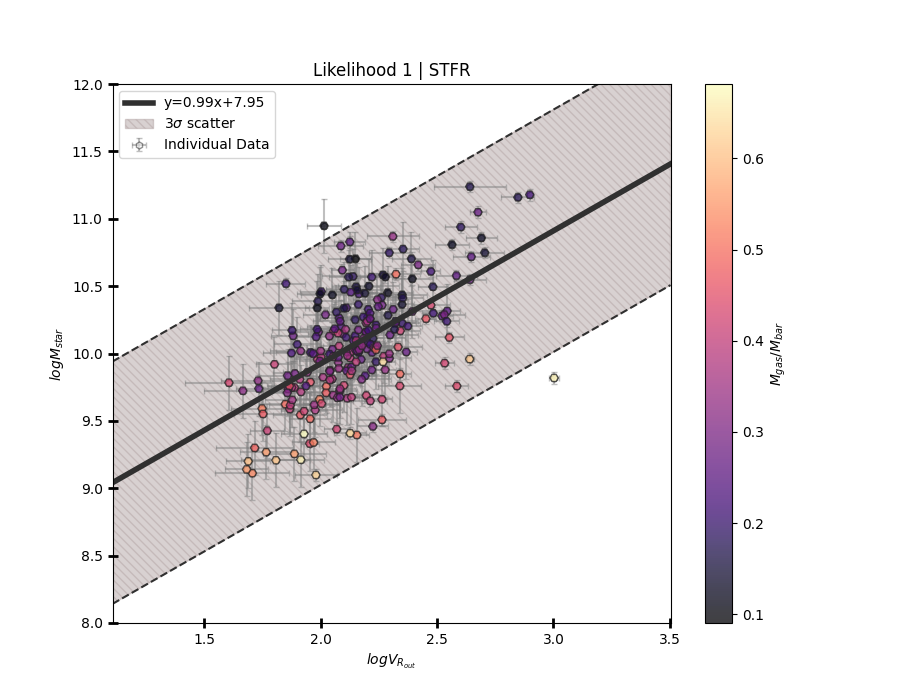 Likelihood 1 | STFR
y=0.99x+7.95
3σ scatter
Individual Data
12.0
11.5
11.0
10.5
10.0
9.5
9.0
8.5
8.0
logM_star
1.5 2.0 2.5 3.0 3.5
logV_R_out
0.6
0.5
0.4
0.3
0.2
0.1
M_gas/M_bar